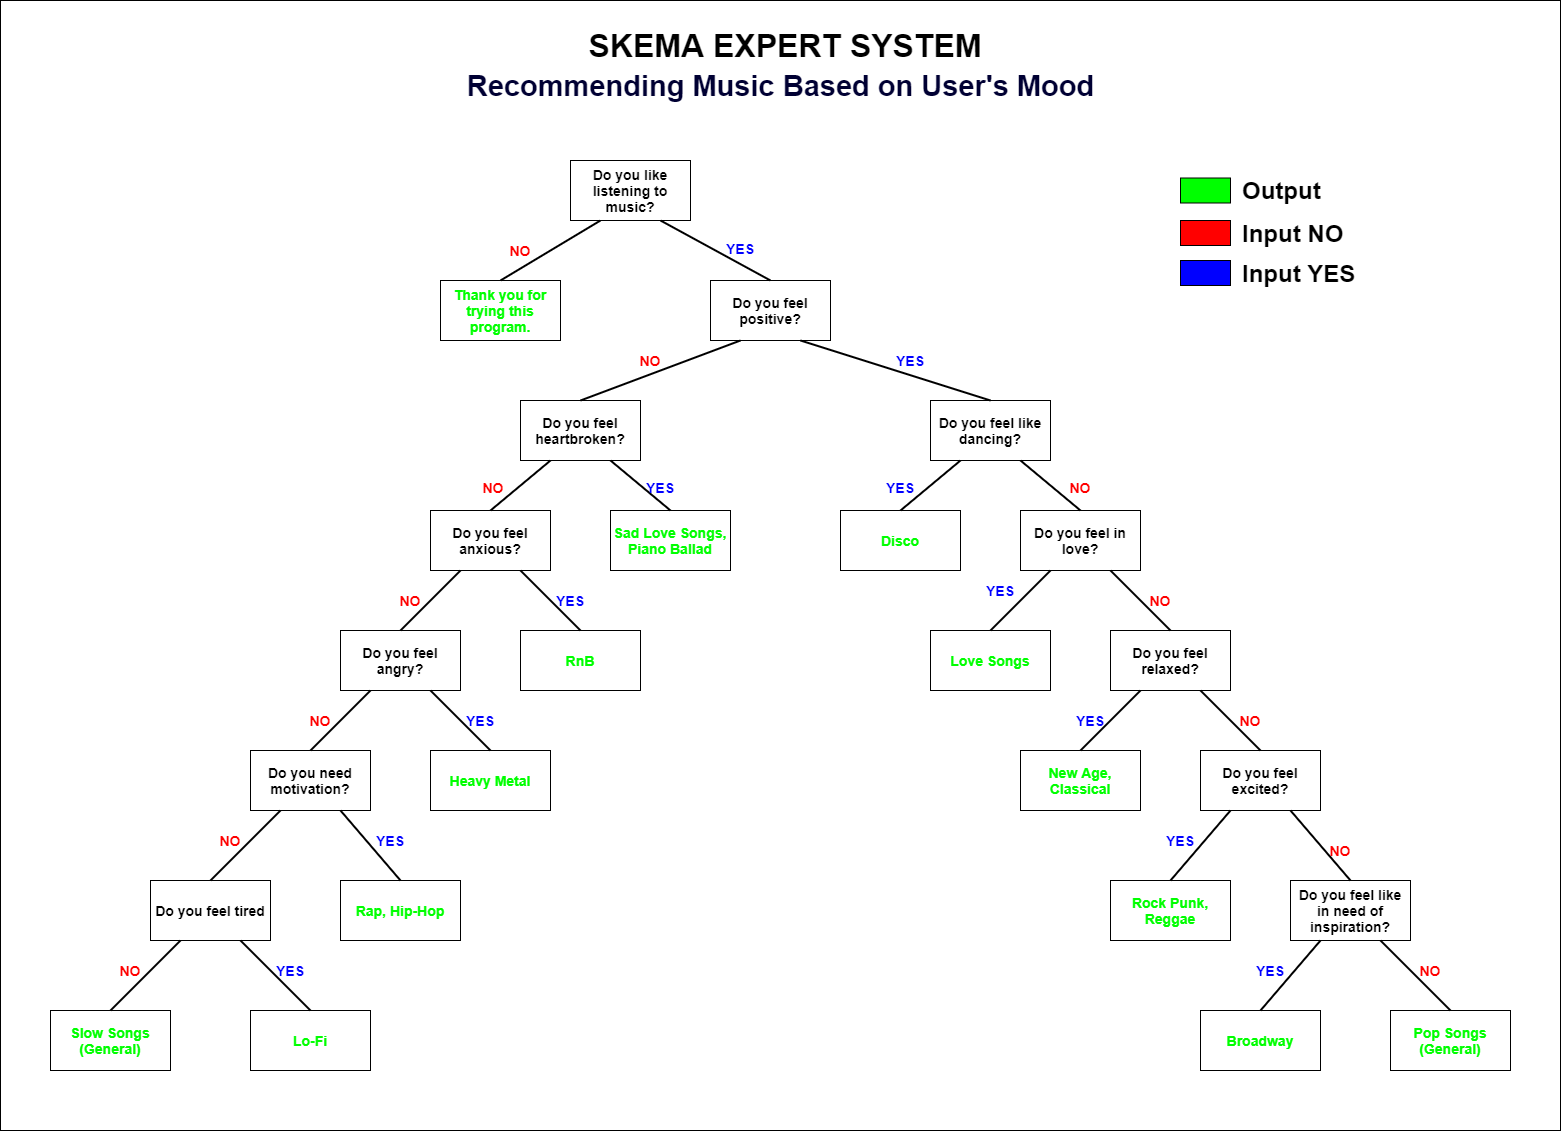 SKEMA EXPERT SYSTEM
Recommending Music Based on User's Mood
Do you like
listening to
music?
Output
Input NO
Input YES
NO
YES
Thank you for
trying this
program.
Do you feel
positive?
NO
YES
Do you feel
heartbroken?
Do you feel like
dancing?
NO
YES
YES
NO
Do you feel
anxious?
Sad Love Songs,
Piano Ballad
Disco
Do you feel in
love?
NO
YES
YES
NO
Do you feel
angry?
RnB
Love Songs
Do you feel
relaxed?
NO
YES
YES
NO
Do you need
motivation?
Heavy Metal
New Age,
Classical
Do you feel
excited?
NO
YES
YES
NO
Do you feel tired
Rap, Hip-Hop
Rock Punk,
Reggae
Do you feel like
in need of
inspiration?
NO
YES
YES
NO
Slow Songs
(General)
Lo-Fi
Broadway
Pop Songs
(General)